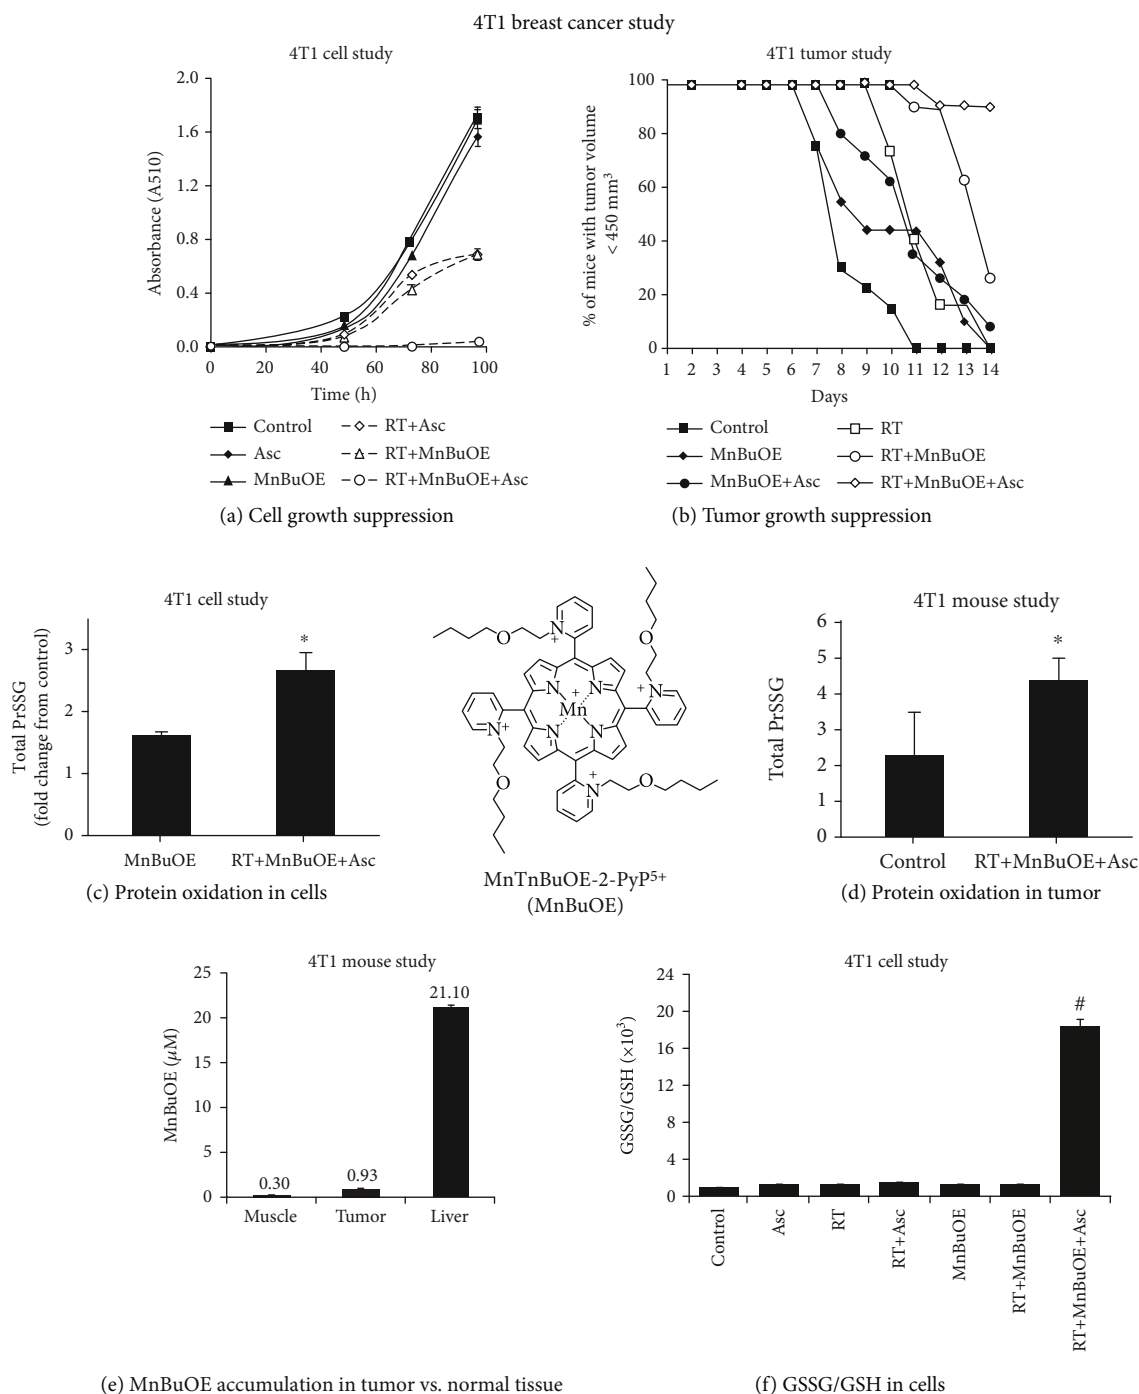 4T1 breast cancer study
4T1 cell study
2.0
1.6
1.2
0.8
0.4
0.0
Absorbance (A510)
0 20 40 60 80 100
Time (h)
Control
Asc
MnBuOE
RT+Asc
RT+MnBuOE
RT+MnBuOE+Asc
(a) Cell growth suppression
4T1 tumor study
100
80
60
40
20
0
% of mice with tumor volume
< 450 mm³
1 2 3 4 5 6 7 8 9 10 11 12 13 14
Days
Control
MnBuOE
MnBuOE+Asc
RT
RT+MnBuOE
RT+MnBuOE+Asc
(b) Tumor growth suppression
4T1 cell study
3
2
1
0
Total PrSSG
(fold change from control)
*
MnBuOE RT+MnBuOE+Asc
(c) Protein oxidation in cells
O
N
+
O
N
+
N
N
N
N
Mn
+
N
+
O
N
+
O
MnTnBuOE-2-PyP⁵⁺
(MnBuOE)
4T1 mouse study
6
5
4
3
2
1
0
Total PrSSG
*
Control RT+MnBuOE+Asc
(d) Protein oxidation in tumor
4T1 mouse study
25
20
15
10
5
0
MnBuOE (μM)
0.30
0.93
21.10
Muscle Tumor Liver
(e) MnBuOE accumulation in tumor vs. normal tissue
4T1 cell study
24
20
16
12
8
4
0
GSSG/GSH (×10³)
#
Control
Asc
RT
RT+Asc
MnBuOE
RT+MnBuOE
RT+MnBuOE+Asc
(f) GSSG/GSH in cells